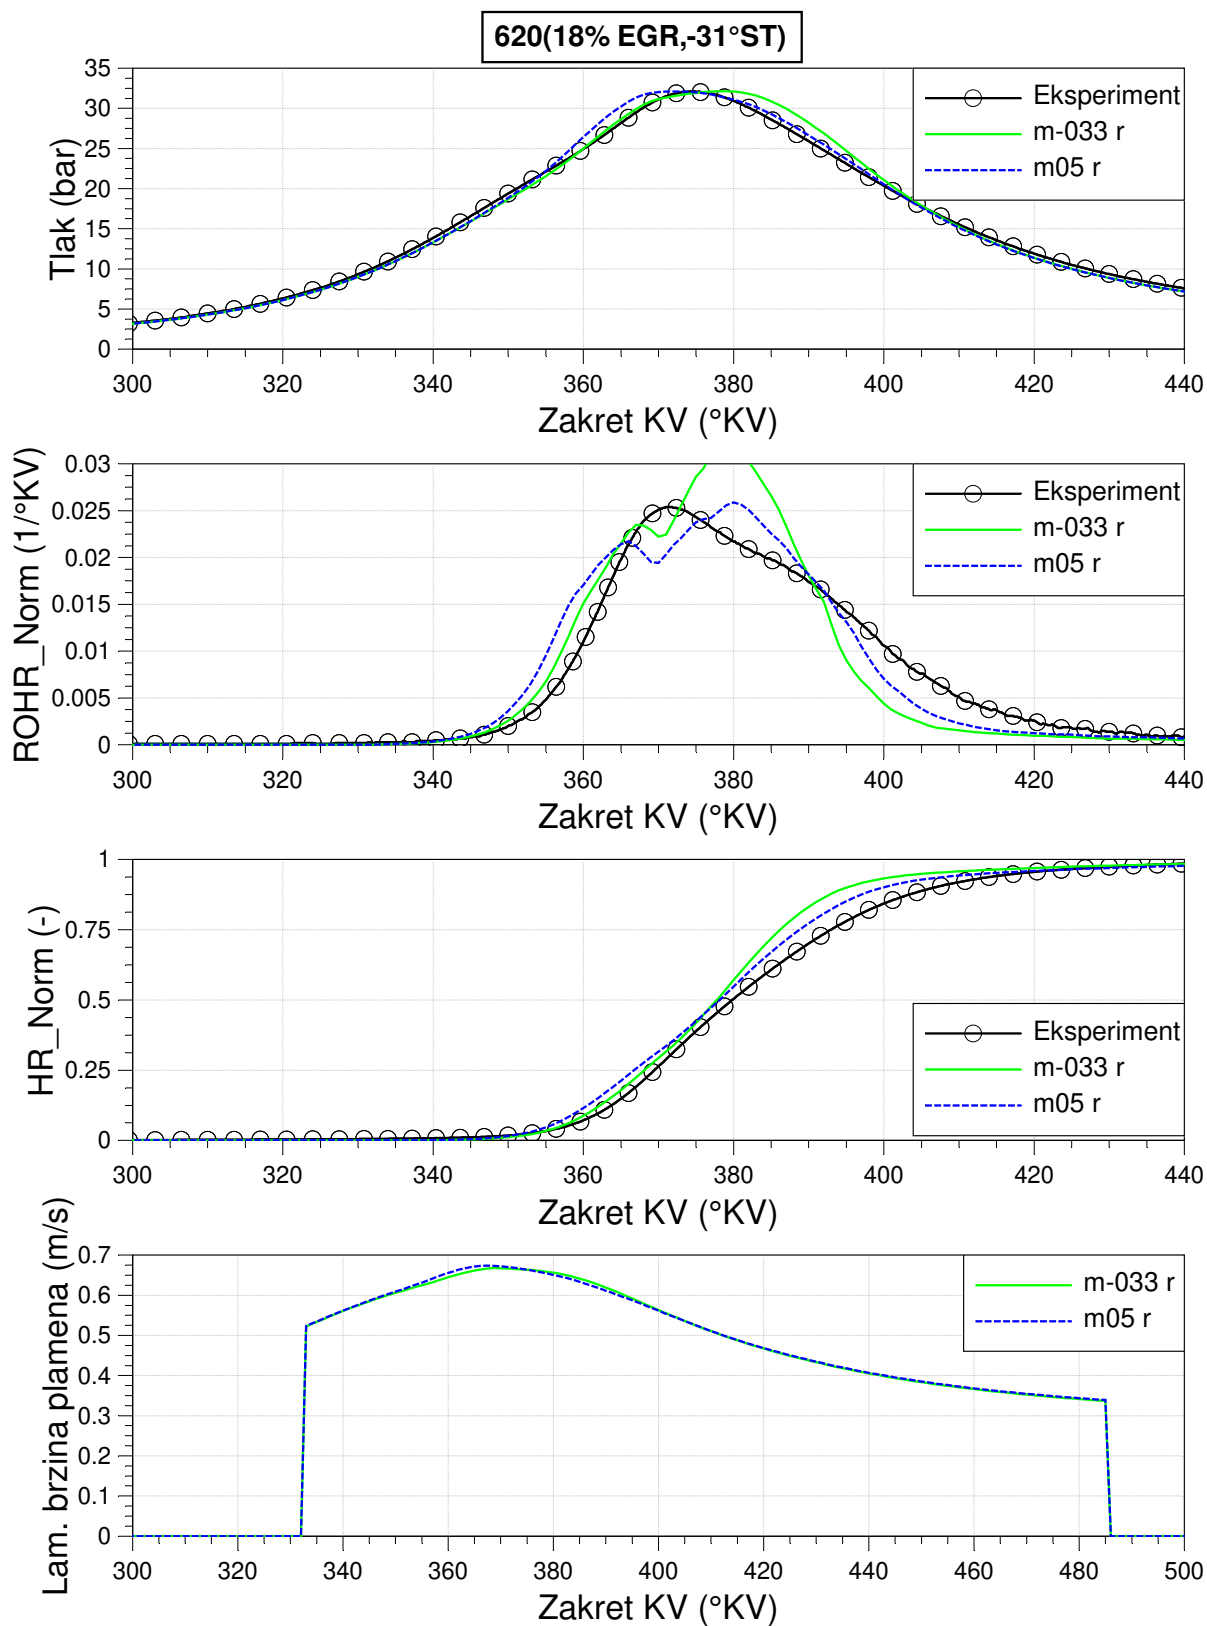 620(18% EGR,-31°ST)
Tlak (bar)
35
30
25
20
15
10
5
0
Eksperiment
m-033 r
m05 r
300 320 340 360 380 400 420 440
Zakret KV (°KV)
ROHR_Norm (1/°KV)
0.03
0.025
0.02
0.015
0.01
0.005
0
Eksperiment
m-033 r
m05 r
300 320 340 360 380 400 420 440
Zakret KV (°KV)
HR_Norm (-)
1
0.75
0.5
0.25
0
Eksperiment
m-033 r
m05 r
300 320 340 360 380 400 420 440
Zakret KV (°KV)
Lam. brzina plamena (m/s)
0.7
0.6
0.5
0.4
0.3
0.2
0.1
0
m-033 r
m05 r
300 320 340 360 380 400 420 440 460 480 500
Zakret KV (°KV)